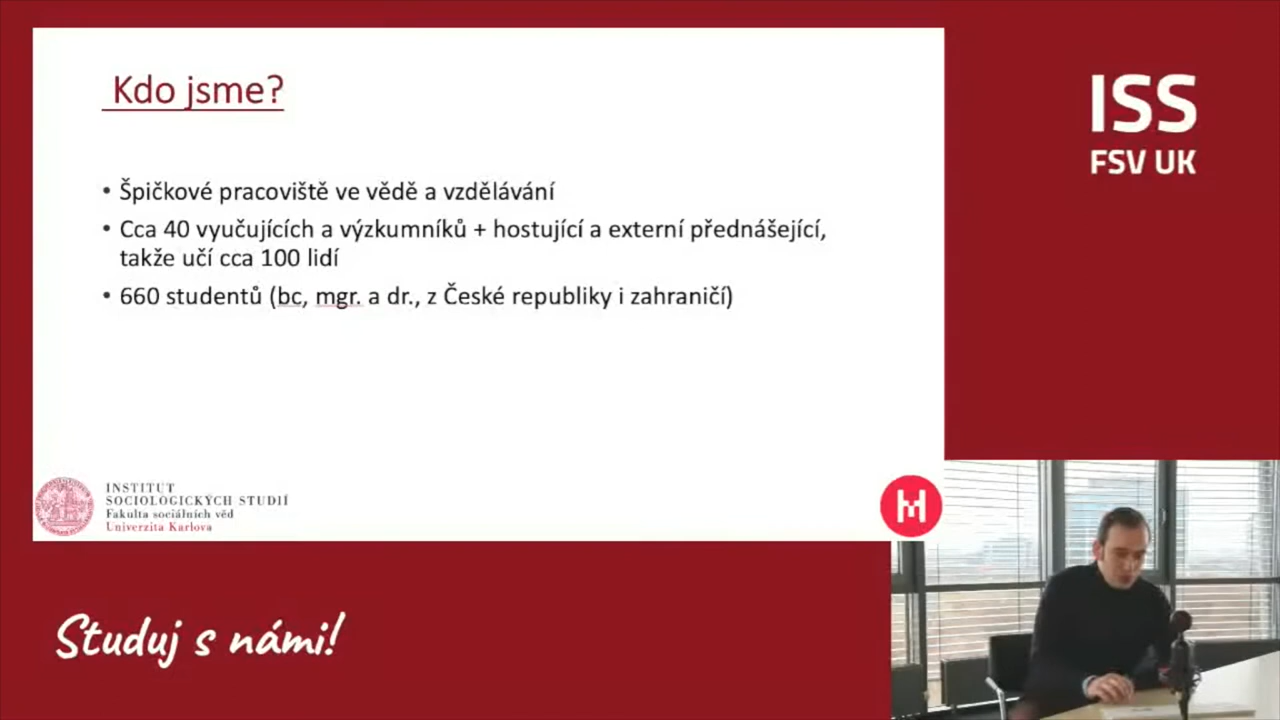 Kdo jsme?
• Špičkové pracoviště ve vědě a vzdělávání
• Cca 40 vyučujících a výzkumníků + hostující a externí přednášející,
takže učí cca 100 lidí
• 660 studentů (bc, mgr. a dr., z České republiky i zahraničí)
INSTITUT
SOCIOLOGICKÝCH STUDIÍ
Fakulta sociálních věd
Univerzita Karlova
M
ISS
FSV UK
Studuj s námi!